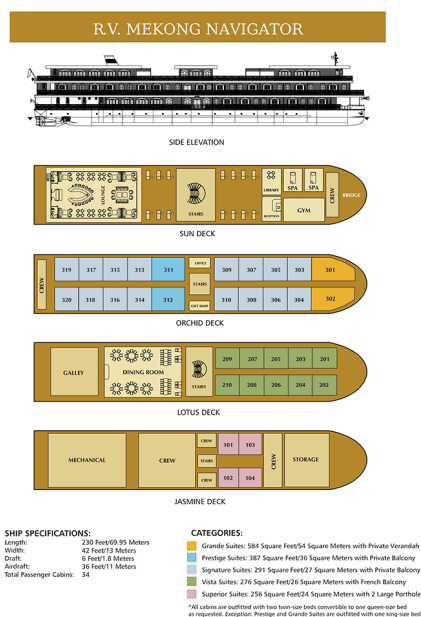 R.V. MEKONG NAVIGATOR
SIDE ELEVATION
LOUNGE
STAIRS
LIBRARY
RECEPTION
SPA
SPA
GYM
CREW
BRIDGE
SUN DECK
CREW
319 317 315 313 311
320 318 316 314 312
OFFICE
STAIRS
GIFT SHOP
309 307 305 303 301
310 308 306 304 302
ORCHID DECK
GALLEY
DINING ROOM
STAIRS
209 207 205 203 201
210 208 206 204 202
LOTUS DECK
MECHANICAL
CREW
CREW
STAIRS
CREW
101 103
102 104
CREW
STORAGE
JASMINE DECK
SHIP SPECIFICATIONS:
Length: 230 Feet/69.95 Meters
Width: 42 Feet/13 Meters
Draft: 6 Feet/1.8 Meters
Airdraft: 36 Feet/11 Meters
Total Passenger Cabins: 34
CATEGORIES:
Grande Suites: 584 Square Feet/54 Square Meters with Private Verandah
Prestige Suites: 387 Square Feet/36 Square Meters with Private Balcony
Signature Suites: 291 Square Feet/27 Square Meters with Private Balcony
Vista Suites: 276 Square Feet/26 Square Meters with French Balcony
Superior Suites: 256 Square Feet/24 Square Meters with 2 Large Porthole
*All cabins are outfitted with two twin-size beds convertible to one queen-size bed
as requested. Exception: Prestige and Grande Suites are outfitted with one king-size bed